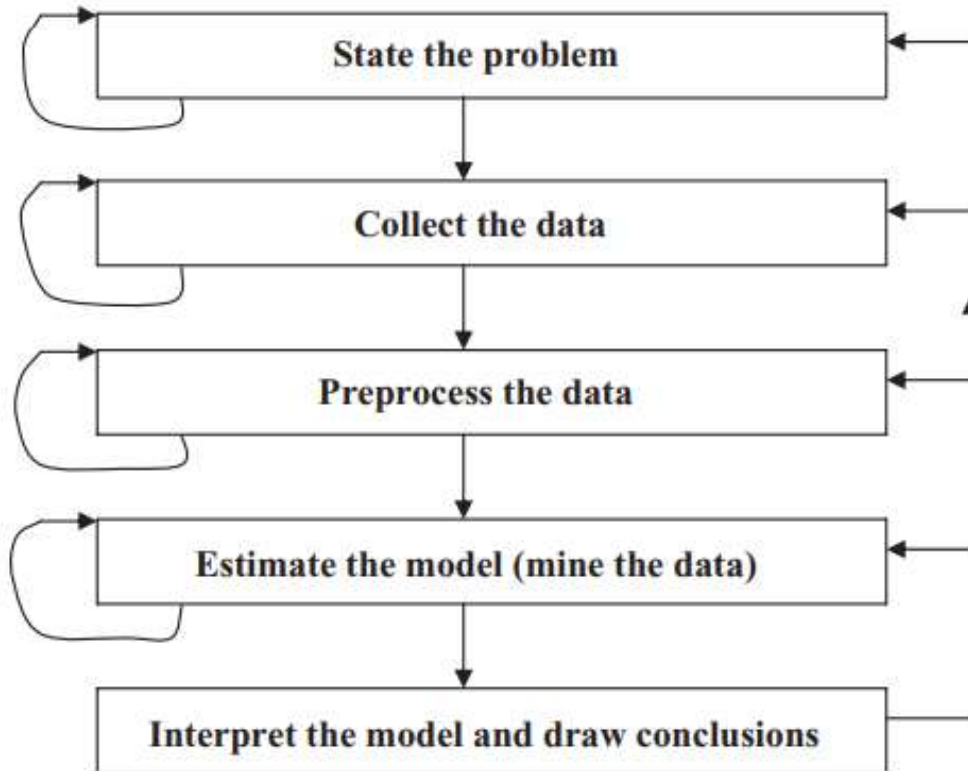 State the problem
Collect the data
Preprocess the data
Estimate the model (mine the data)
Interpret the model and draw conclusions